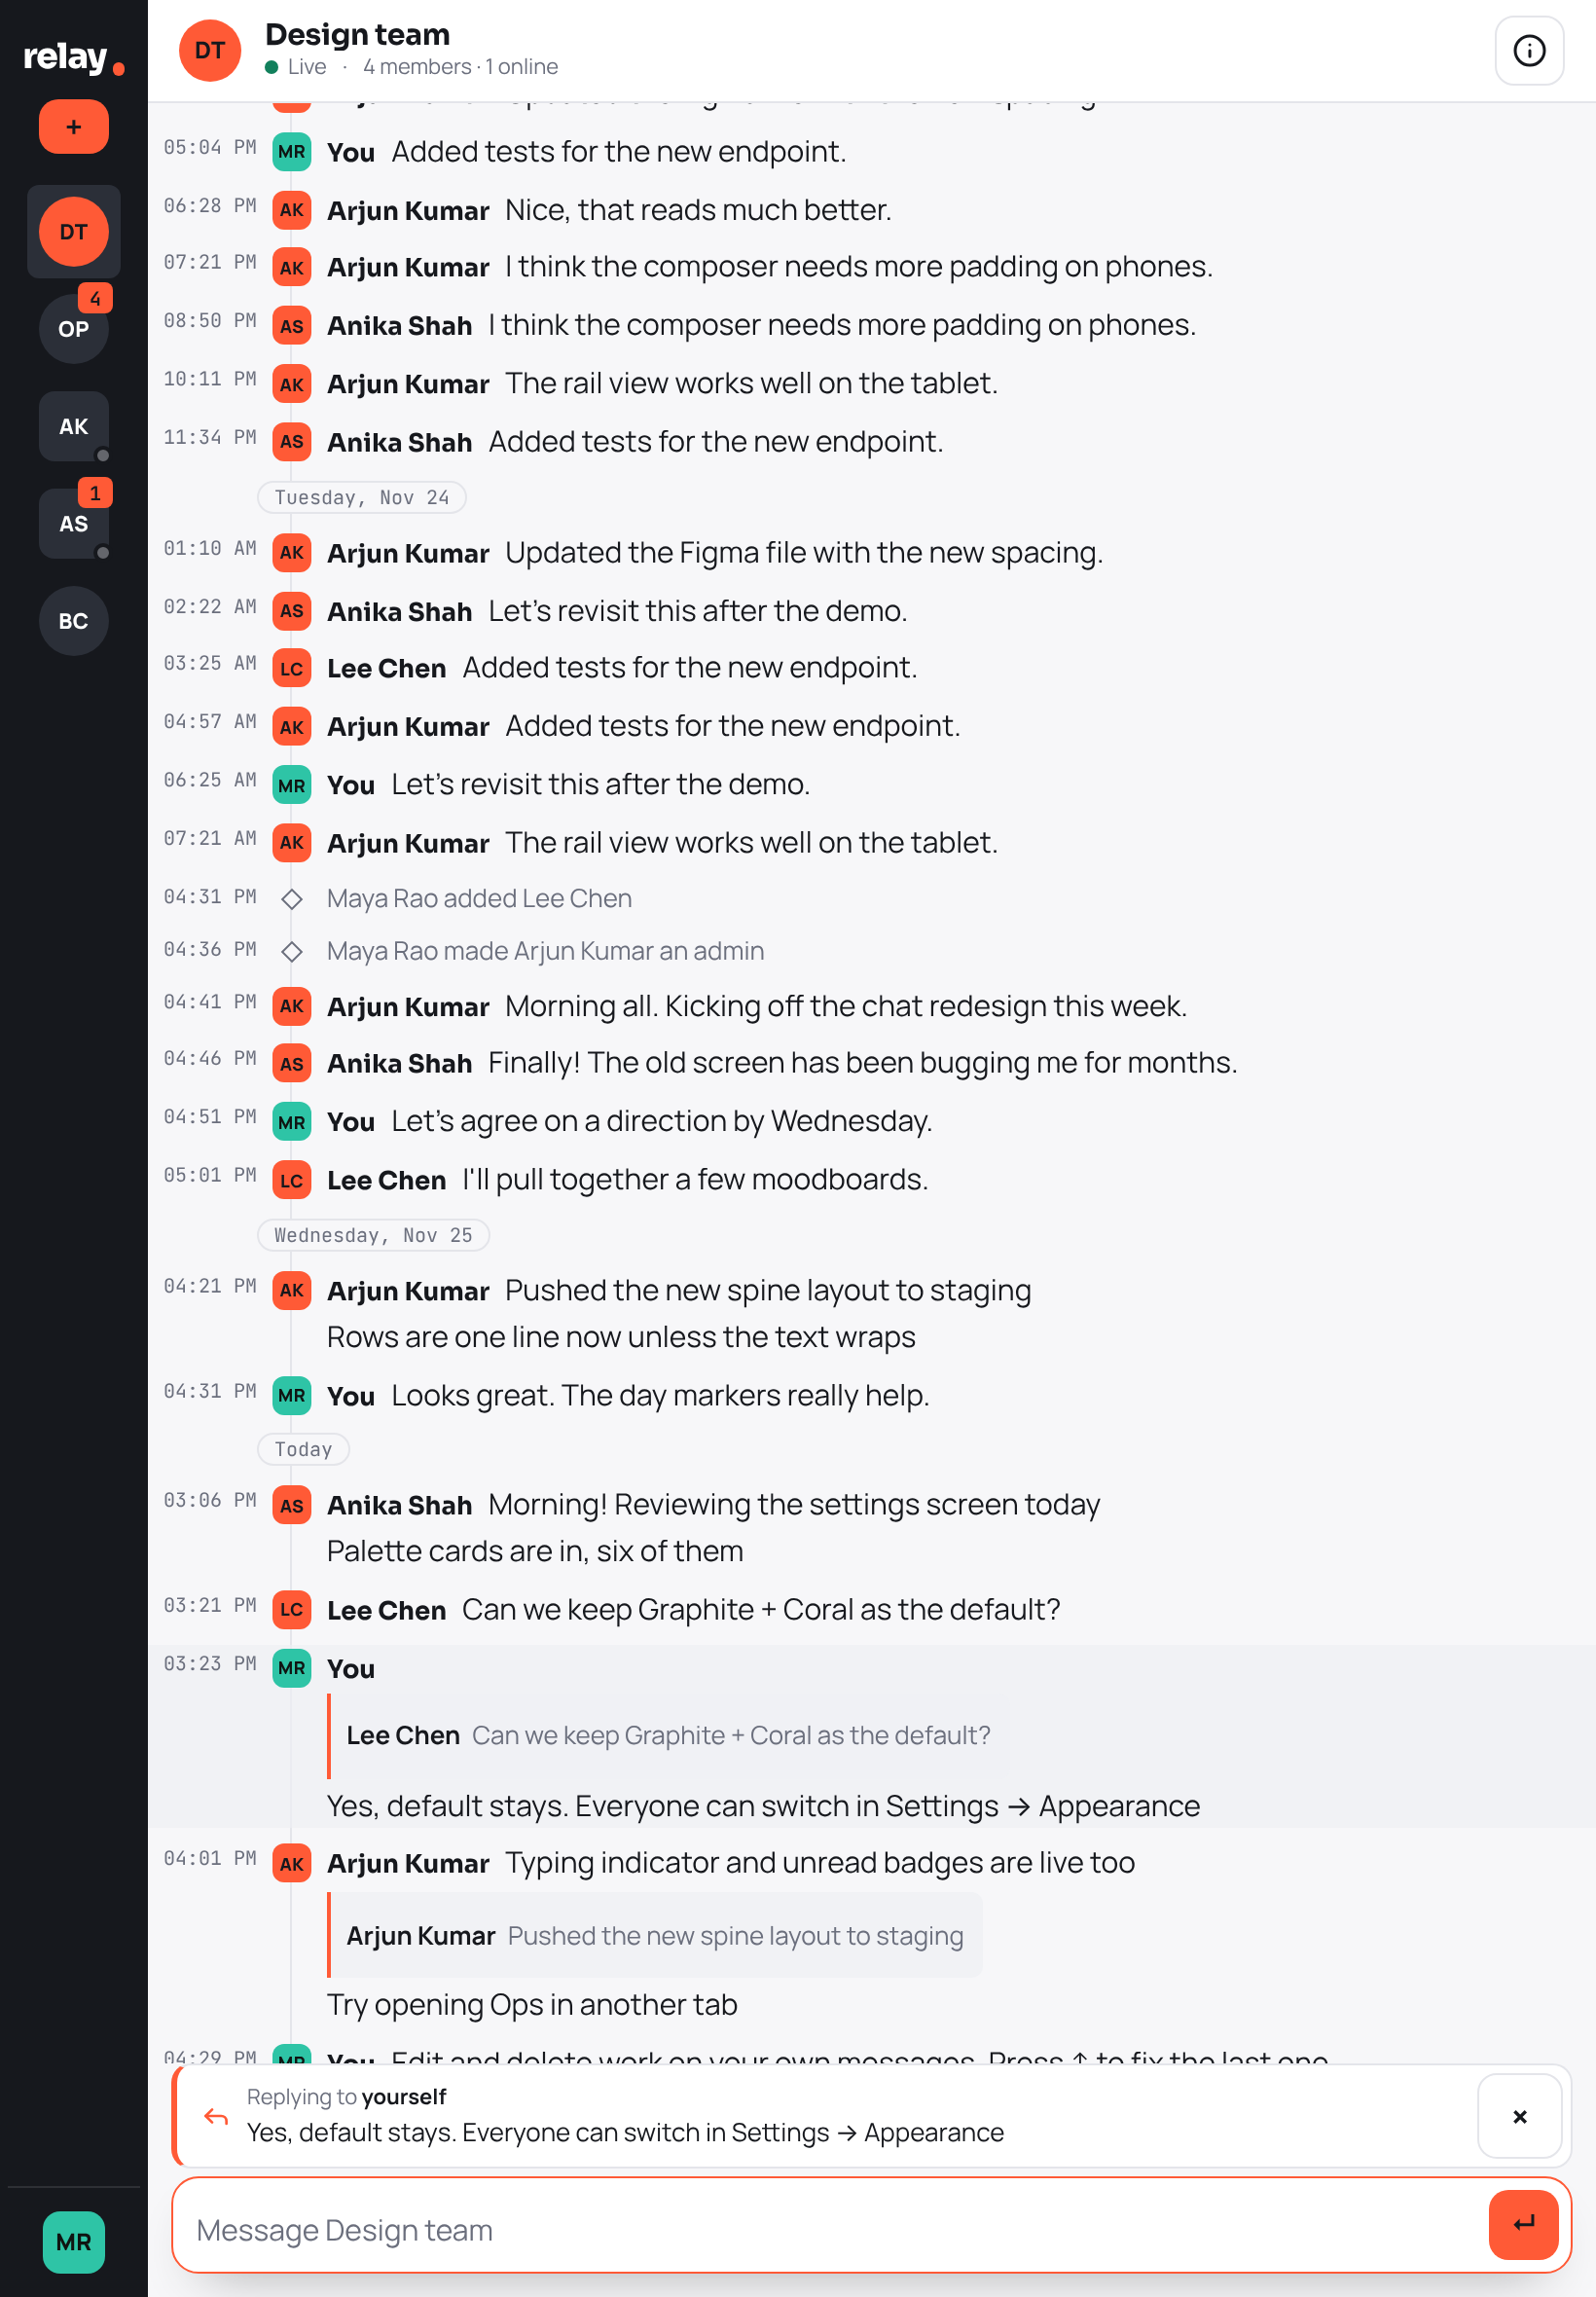 relay.
+
DT
4
OP
AK
1
AS
BC
MR
DT
Design team
Live · 4 members · 1 online
05:04 PM MR You Added tests for the new endpoint.
06:28 PM AK Arjun Kumar Nice, that reads much better.
07:21 PM AK Arjun Kumar I think the composer needs more padding on phones.
08:50 PM AS Anika Shah I think the composer needs more padding on phones.
10:11 PM AK Arjun Kumar The rail view works well on the tablet.
11:34 PM AS Anika Shah Added tests for the new endpoint.
Tuesday, Nov 24
01:10 AM AK Arjun Kumar Updated the Figma file with the new spacing.
02:22 AM AS Anika Shah Let's revisit this after the demo.
03:25 AM LC Lee Chen Added tests for the new endpoint.
04:57 AM AK Arjun Kumar Added tests for the new endpoint.
06:25 AM MR You Let's revisit this after the demo.
07:21 AM AK Arjun Kumar The rail view works well on the tablet.
04:31 PM Maya Rao added Lee Chen
04:36 PM Maya Rao made Arjun Kumar an admin
04:41 PM AK Arjun Kumar Morning all. Kicking off the chat redesign this week.
04:46 PM AS Anika Shah Finally! The old screen has been bugging me for months.
04:51 PM MR You Let's agree on a direction by Wednesday.
05:01 PM LC Lee Chen I'll pull together a few moodboards.
Wednesday, Nov 25
04:21 PM AK Arjun Kumar Pushed the new spine layout to staging
Rows are one line now unless the text wraps
04:31 PM MR You Looks great. The day markers really help.
Today
03:06 PM AS Anika Shah Morning! Reviewing the settings screen today
Palette cards are in, six of them
03:21 PM LC Lee Chen Can we keep Graphite + Coral as the default?
03:23 PM MR You
Lee Chen Can we keep Graphite + Coral as the default?
Yes, default stays. Everyone can switch in Settings → Appearance
04:01 PM AK Arjun Kumar Typing indicator and unread badges are live too
Arjun Kumar Pushed the new spine layout to staging
Try opening Ops in another tab
04:29 PM MR You Edit and delete work on your own messages. Press ↑ to fix the last one
Replying to yourself
Yes, default stays. Everyone can switch in Settings → Appearance
Message Design team